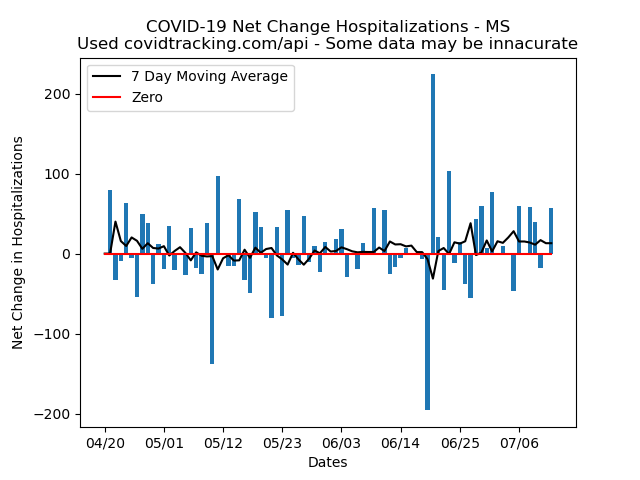 COVID-19 Net Change Hospitalizations - MS
Used covidtracking.com/api - Some data may be innacurate
7 Day Moving Average
Zero
Net Change in Hospitalizations
200
100
0
−100
−200
04/20 05/01 05/12 05/23 06/03 06/14 06/25 07/06
Dates